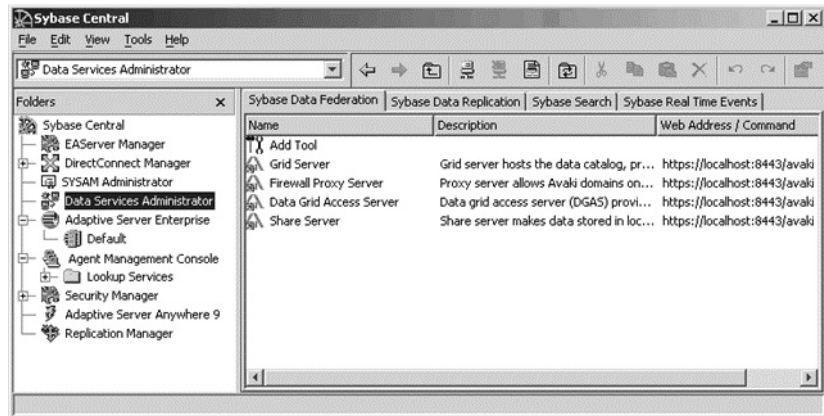 Sybase Central
File Edit View Tools Help
Data Services Administrator
Folders
Sybase Central
EAServer Manager
DirectConnect Manager
SYSAM Administrator
Data Services Administrator
Adaptive Server Enterprise
Default
Agent Management Console
Lookup Services
Security Manager
Adaptive Server Anywhere 9
Replication Manager
Sybase Data Federation Sybase Data Replication Sybase Search Sybase Real Time Events
Name Description Web Address / Command
Add Tool
Grid Server Grid server hosts the data catalog, pr... https://localhost:8443/avaki
Firewall Proxy Server Proxy server allows Avaki domains on... https://localhost:8443/avaki
Data Grid Access Server Data grid access server (DGAS) provi... https://localhost:8443/avaki
Share Server Share server makes data stored in loc... https://localhost:8443/avaki